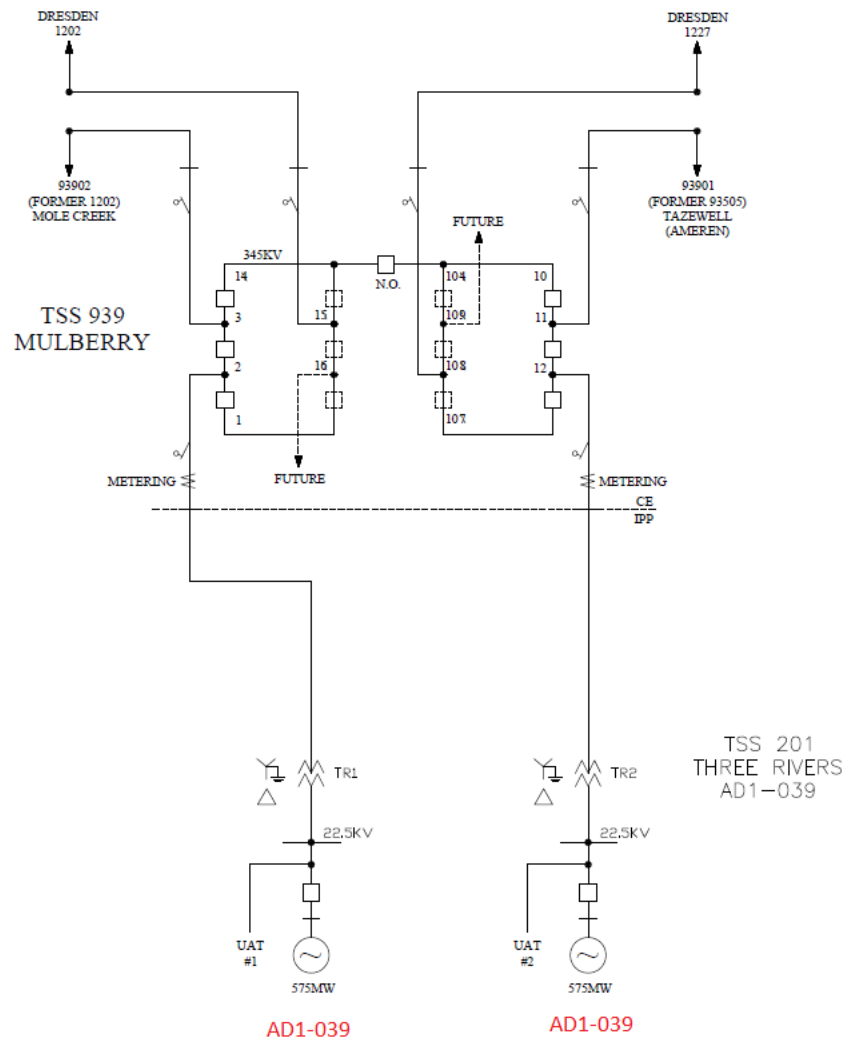 DRESDEN
1202
DRESDEN
1227
93902
(FORMER 1202)
MOLE CREEK
93901
(FORMER 93505)
TAZEWELL
(AMEREN)
FUTURE
345KV
N.O.
14
104
10
15
109
11
3
TSS 939
MULBERRY
2
16
108
12
1
107
METERING
FUTURE
METERING
CE
IPP
TR1
TR2
TSS 201
THREE RIVERS
AD1-039
22.5KV
22.5KV
UAT
#1
UAT
#2
575MW
575MW
AD1-039
AD1-039